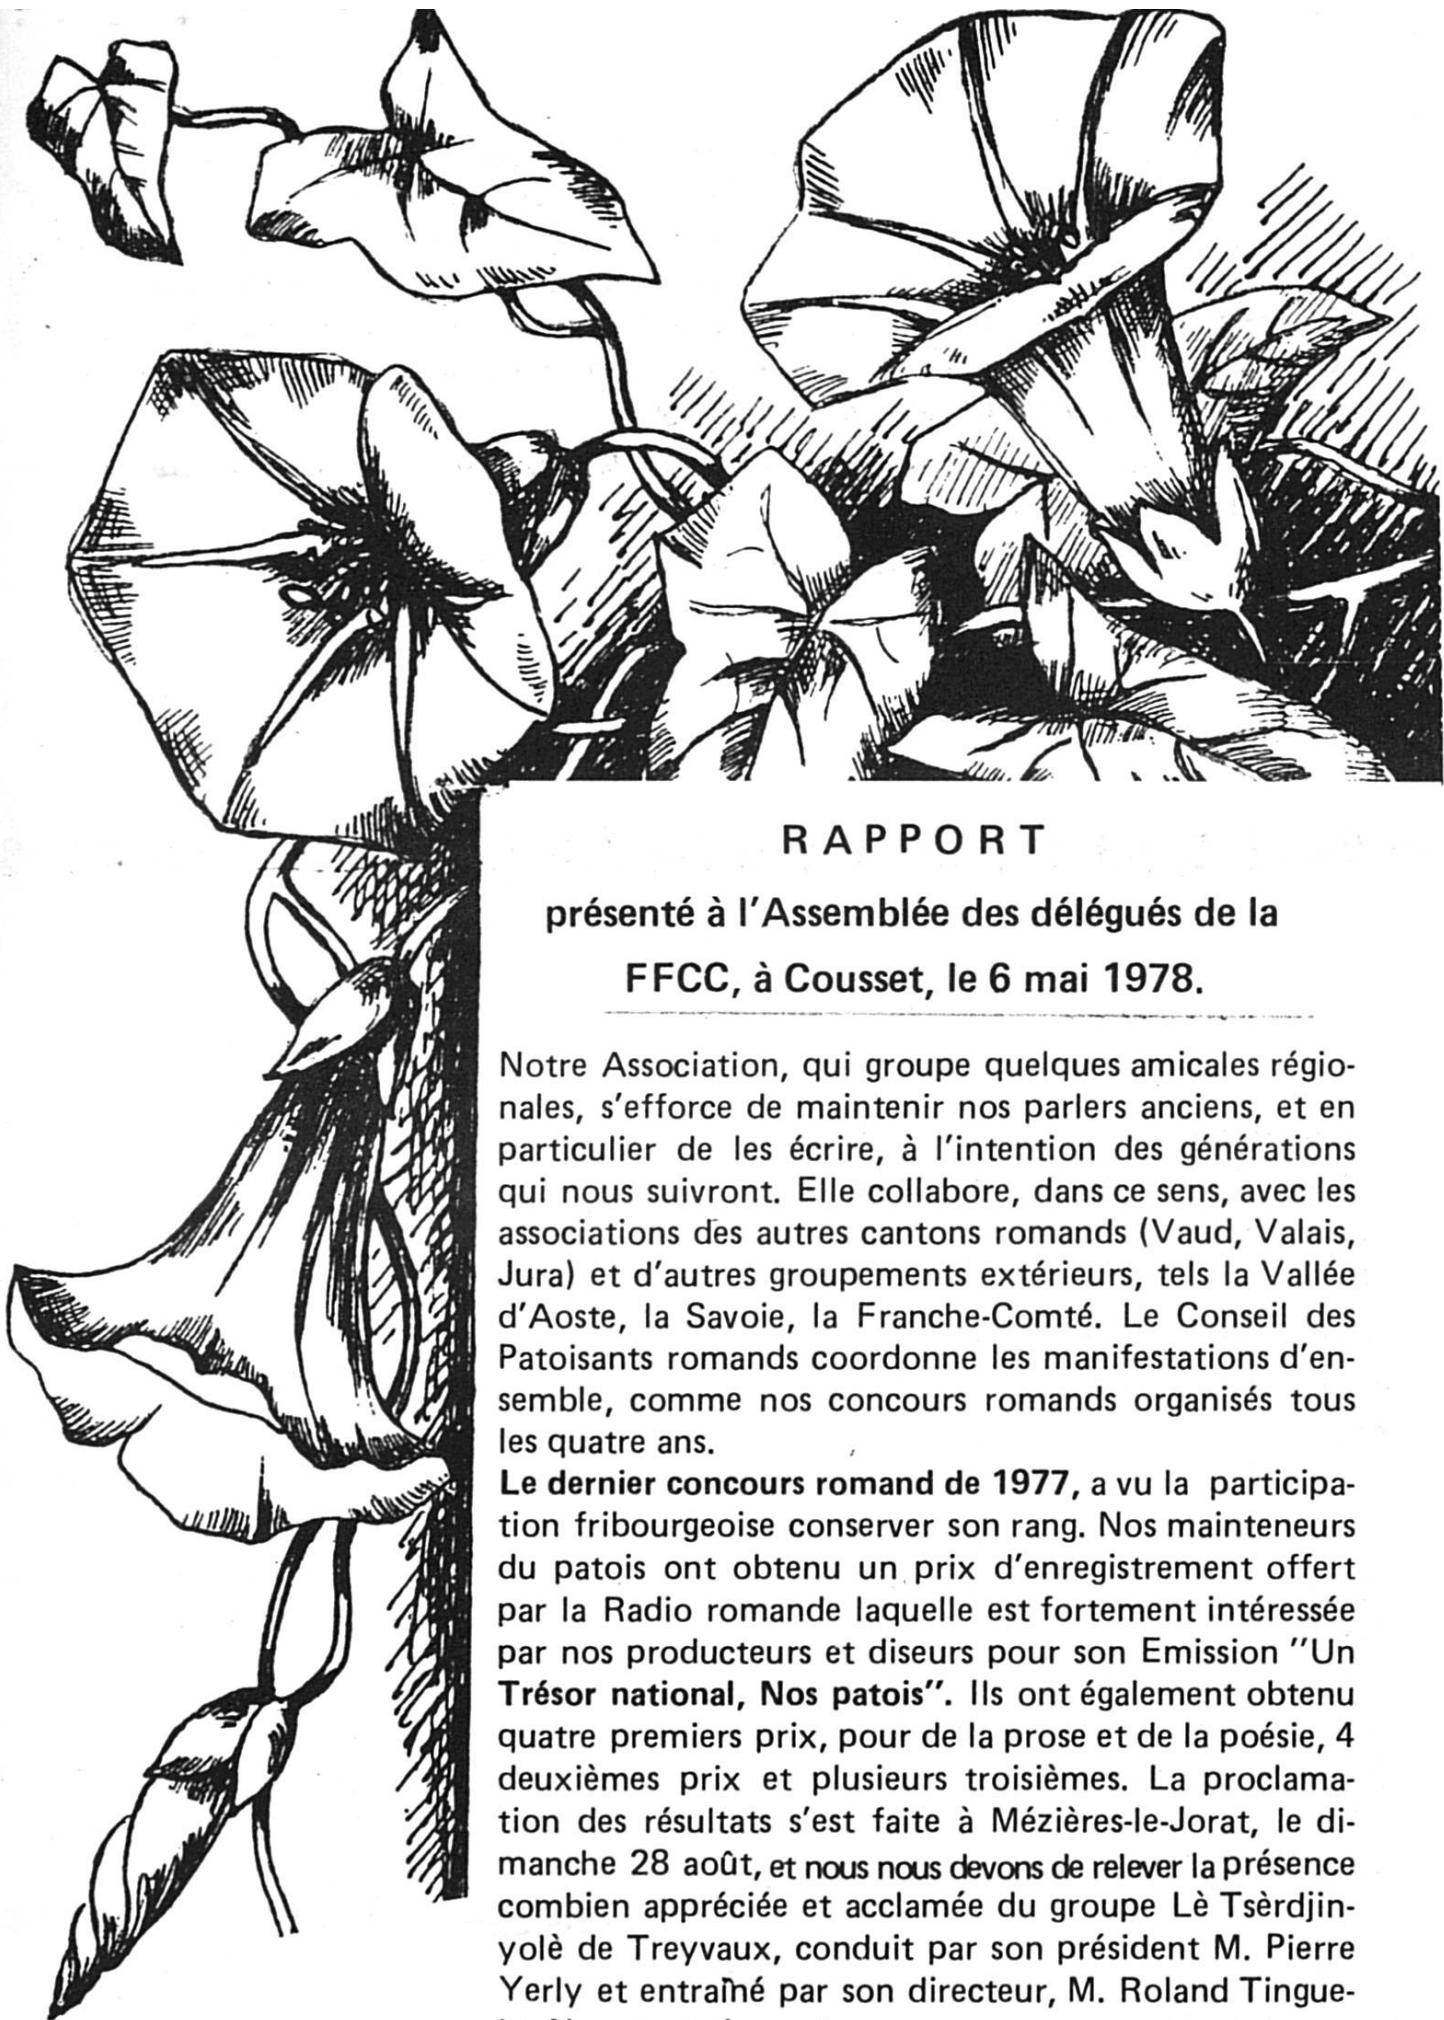 RAPPORT
présenté à l'Assemblée des délégués de la
FFCC, à Cousset, le 6 mai 1978.
Notre Association, qui groupe quelques amicales régio-
nales, s'efforce de maintenir nos parlers anciens, et en
particulier de les écrire, à l'intention des générations
qui nous suivront. Elle collabore, dans ce sens, avec les
associations des autres cantons romands (Vaud, Valais,
Jura) et d'autres groupements extérieurs, tels la Vallée
d'Aoste, la Savoie, la Franche-Comté. Le Conseil des
Patoisants romands coordonne les manifestations d'en-
semble, comme nos concours romands organisés tous
les quatre ans.
Le dernier concours romand de 1977, a vu la participa-
tion fribourgeoise conserver son rang. Nos mainteneurs
du patois ont obtenu un prix d'enregistrement offert
par la Radio romande laquelle est fortement intéressée
par nos producteurs et diseurs pour son Emission "Un
Trésor national, Nos patois". Ils ont également obtenu
quatre premiers prix, pour de la prose et de la poésie, 4
deuxièmes prix et plusieurs troisièmes. La proclama-
tion des résultats s'est faite à Mézières-le-Jorat, le di-
manche 28 août, et nous nous devons de relever la présence
combien appréciée et acclamée du groupe Lè Tsèrdjin-
yolè de Treyvaux, conduit par son président M. Pierre
Yerly et entraîné par son directeur, M. Roland Tingue-